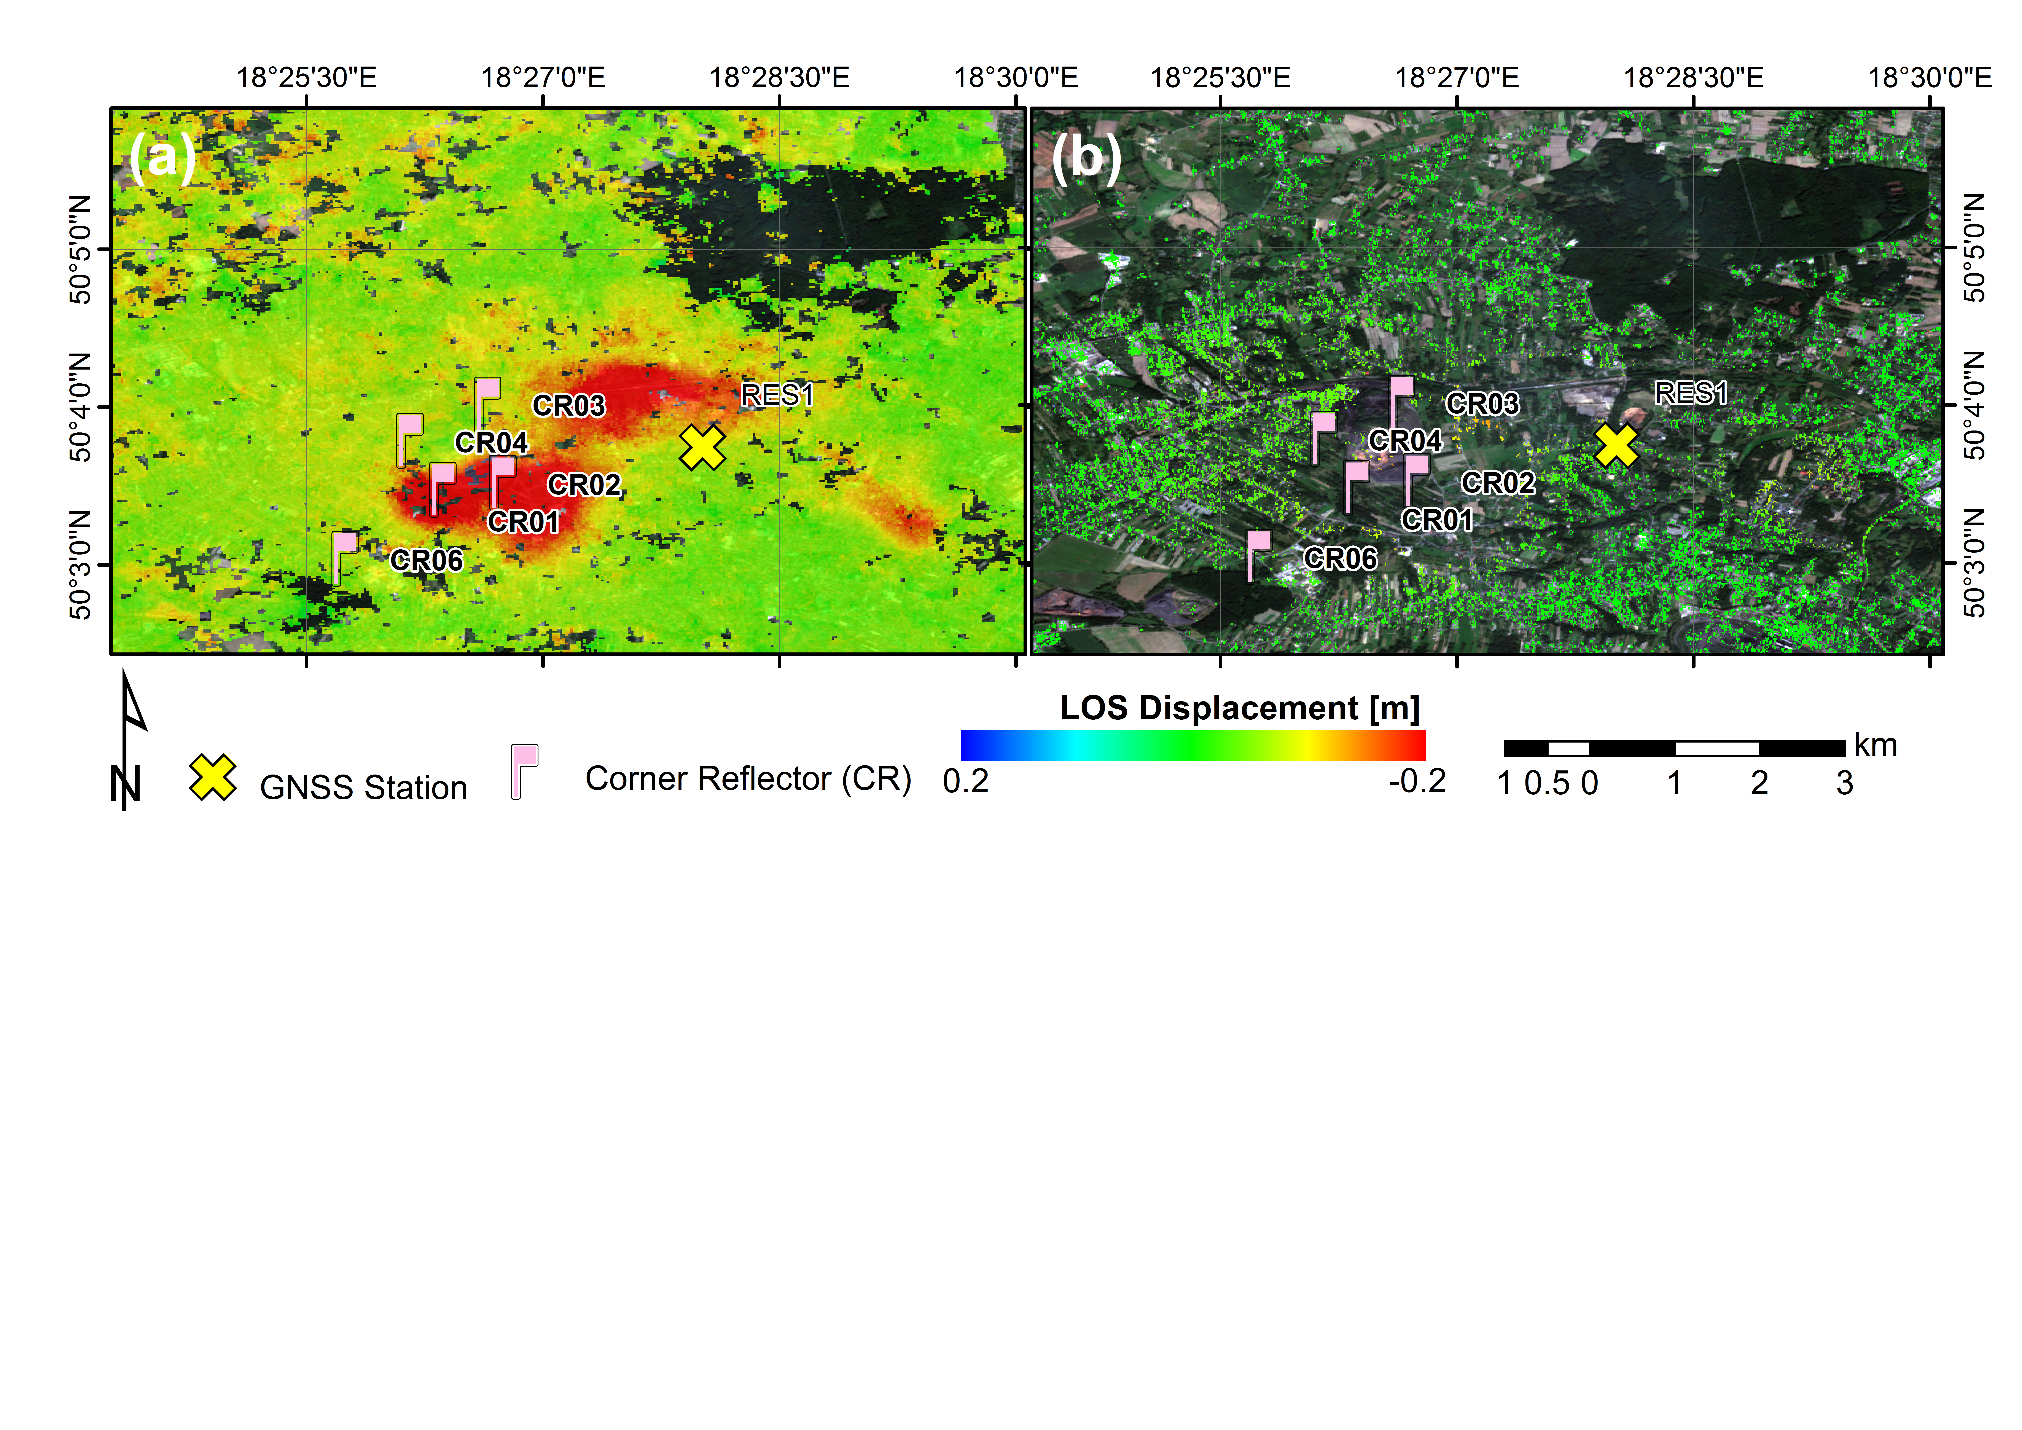 18°25'30"E 18°27'0"E 18°28'30"E 18°30'0"E 18°25'30"E 18°27'0"E 18°28'30"E 18°30'0"E
(a)
50°5'0"N
50°4'0"N
50°3'0"N
RES1
CR03
CR04
CR02
CR01
CR06
(b)
RES1
CR03
CR04
CR02
CR01
CR06
50°5'0"N
50°4'0"N
50°3'0"N
N
GNSS Station
Corner Reflector (CR)
LOS Displacement [m]
0.2 -0.2
km
1 0.5 0 1 2 3